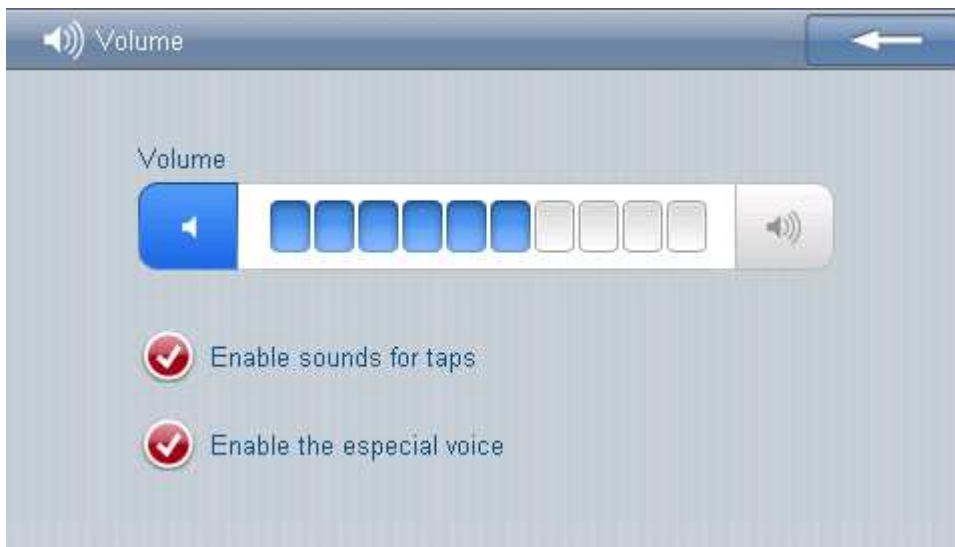 Volume
Volume
Enable sounds for taps
Enable the especial voice